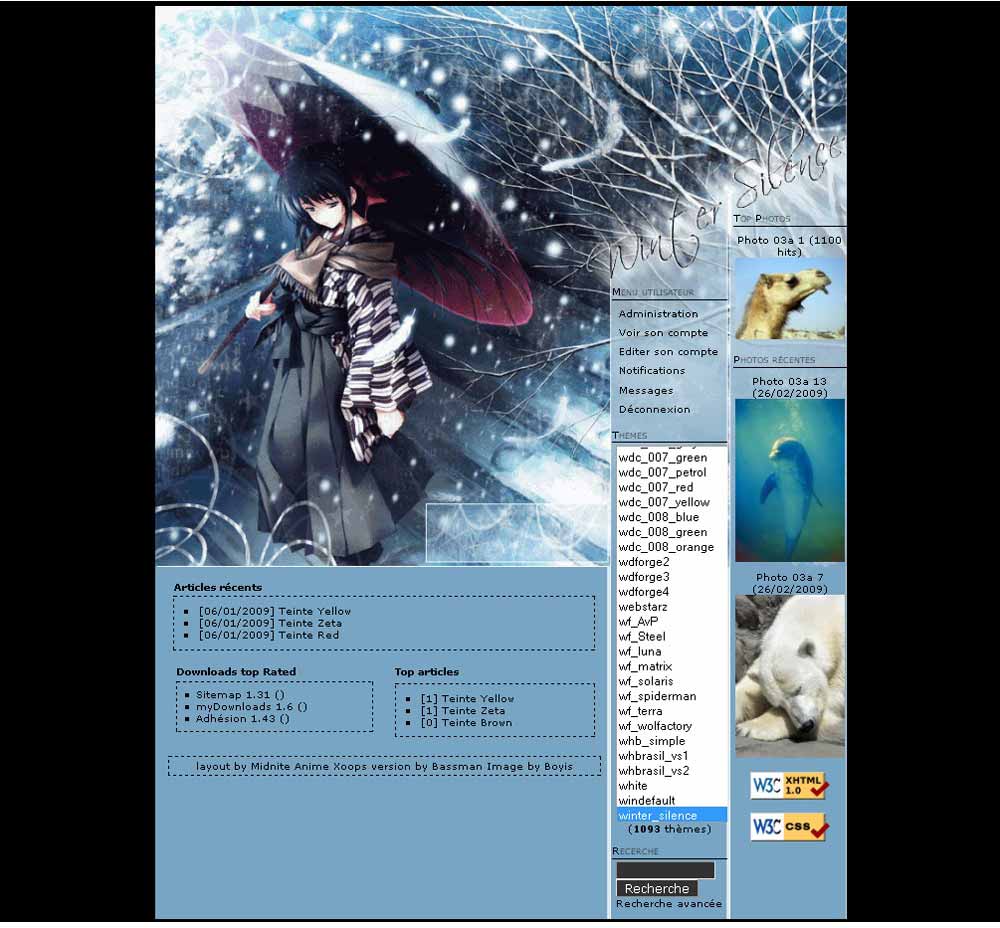 Winter Silence
Top Photos
Photo 03a 1 (1100
hits)
Photos récentes
Photo 03a 13
(26/02/2009)
Photo 03a 7
(26/02/2009)
W3C XHTML
1.0
W3C CSS
Menu utilisateur
Administration
Voir son compte
Editer son compte
Notifications
Messages
Déconnexion
Themes
wdc_007_green
wdc_007_petrol
wdc_007_red
wdc_007_yellow
wdc_008_blue
wdc_008_green
wdc_008_orange
wdforge2
wdforge3
wdforge4
webstarz
wf_AvP
wf_Steel
wf_luna
wf_matrix
wf_solaris
wf_spiderman
wf_terra
wf_wolfactory
whb_simple
whbrasil_vs1
whbrasil_vs2
white
windefault
winter_silence
(1093 thèmes)
Recerche
Recherche
Recherche avancée
Articles récents
[06/01/2009] Teinte Yellow
[06/01/2009] Teinte Zeta
[06/01/2009] Teinte Red
Downloads top Rated
Sitemap 1.31 ()
myDownloads 1.6 ()
Adhésion 1.43 ()
Top articles
[1] Teinte Yellow
[1] Teinte Zeta
[0] Teinte Brown
layout by Midnite Anime Xoops version by Bassman Image by Boyis